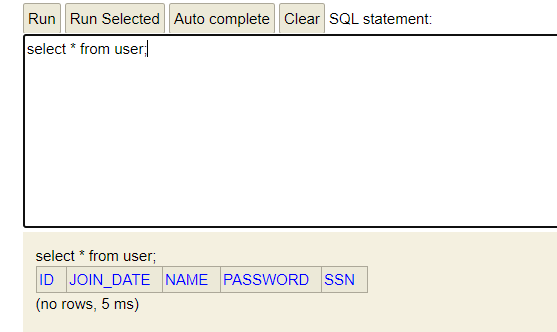 Run Run Selected Auto complete Clear SQL statement:
select * from user;
select * from user;
ID JOIN_DATE NAME PASSWORD SSN
(no rows, 5 ms)